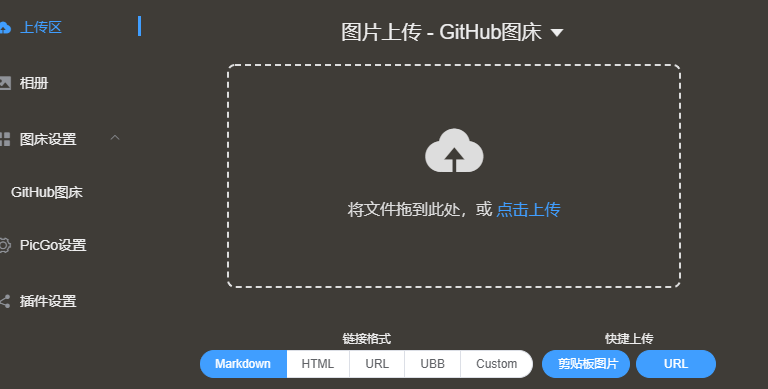 上传区
相册
图床设置
GitHub图床
PicGo设置
插件设置
图片上传 - GitHub图床
将文件拖到此处，或 点击上传
链接格式
Markdown HTML URL UBB Custom
快捷上传
剪贴板图片 URL